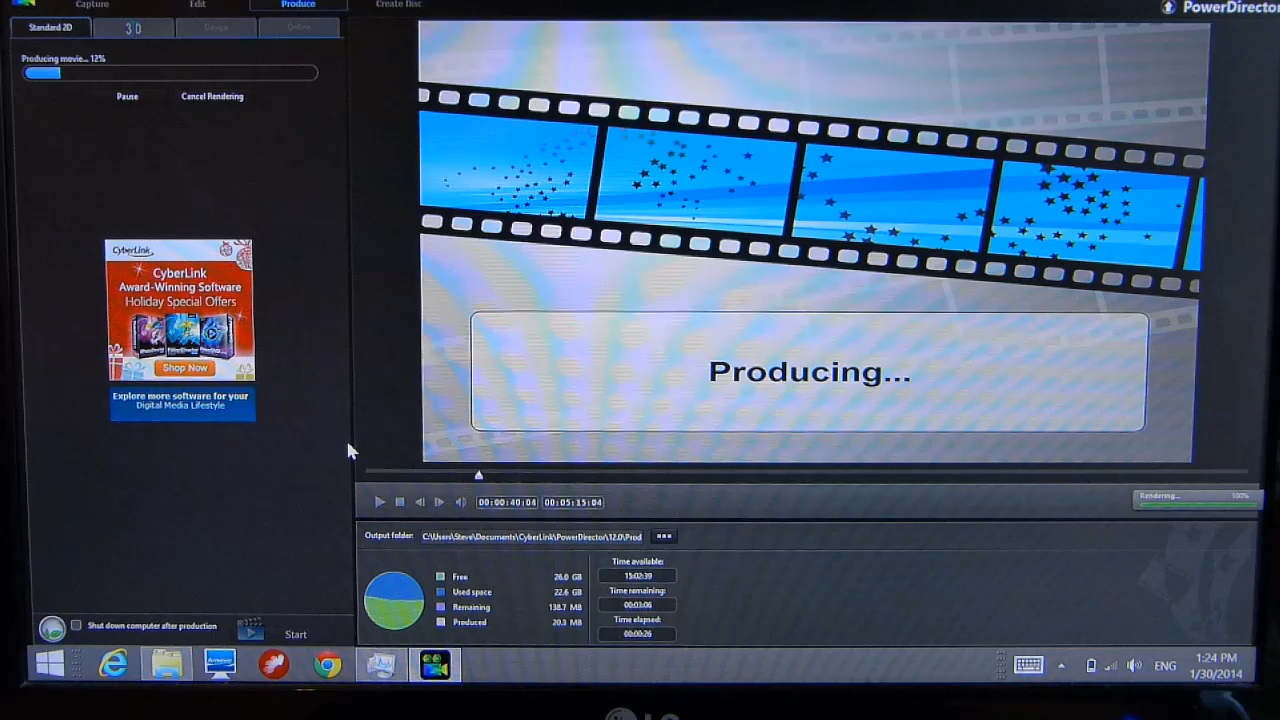 Capture
Edit
Produce
Create Disc
PowerDirector
Standard 2D
3D
Device
Online
Producing movie... 12%
Pause
Cancel Rendering
CyberLink
CyberLink
Award-Winning Software
Holiday Special Offers
Shop Now
Explore more software for your
Digital Media Lifestyle
Producing...
00:00:40:04
00:05:15:04
Rendering... 100%
Output folder:
C:\Users\Steve\Documents\CyberLink\PowerDirector\12.0\Prod
Free 26.0 GB
Used space 22.6 GB
Remaining 138.7 MB
Produced 20.3 MB
Time available:
15:02:39
Time remaining:
00:03:06
Time elapsed:
00:00:26
Shut down computer after production
Start
ENG
1:24 PM
1/30/2014
LG